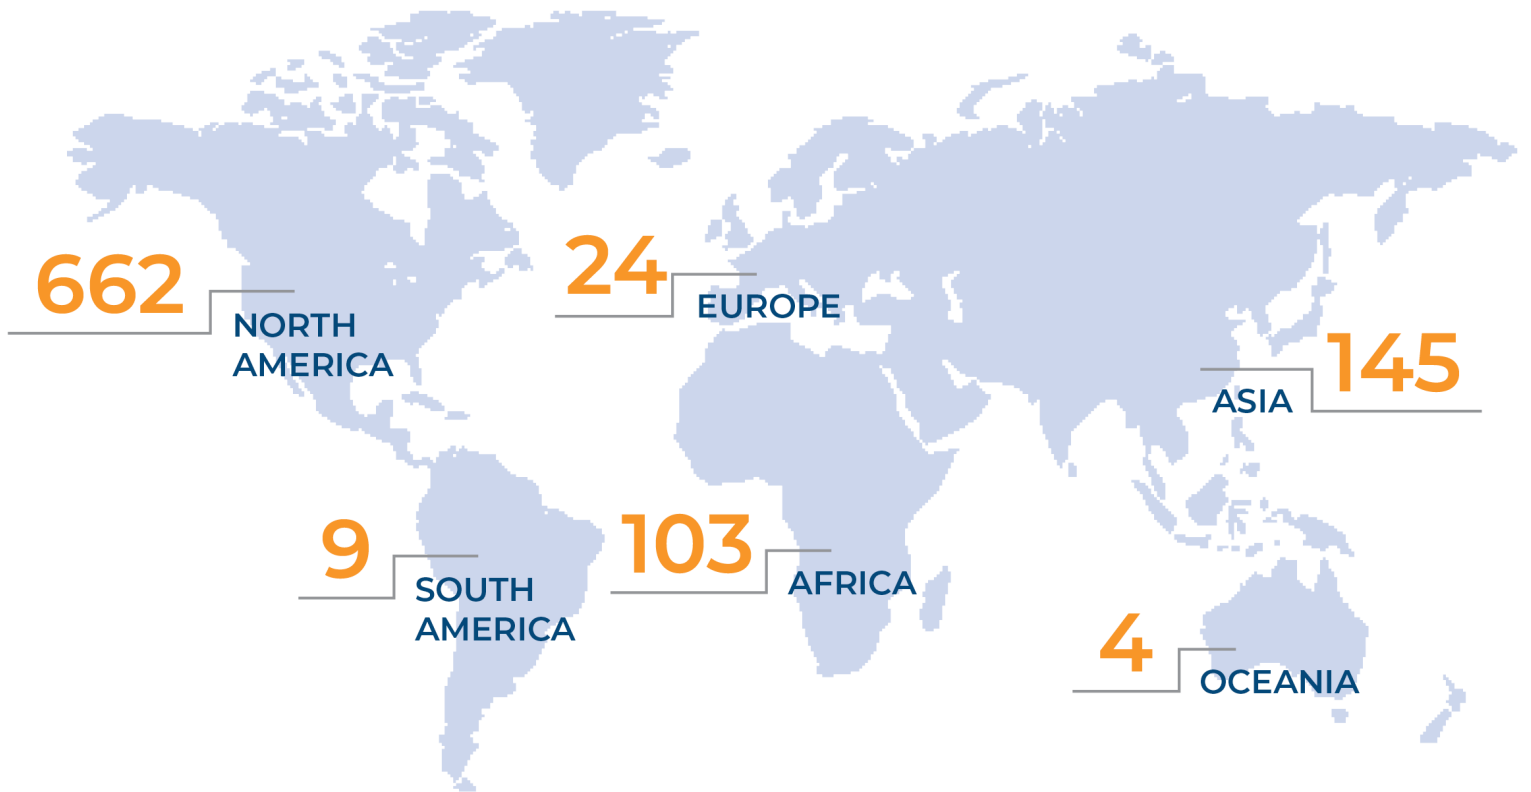 662
NORTH
AMERICA
24
EUROPE
145
ASIA
9
SOUTH
AMERICA
103
AFRICA
4
OCEANIA